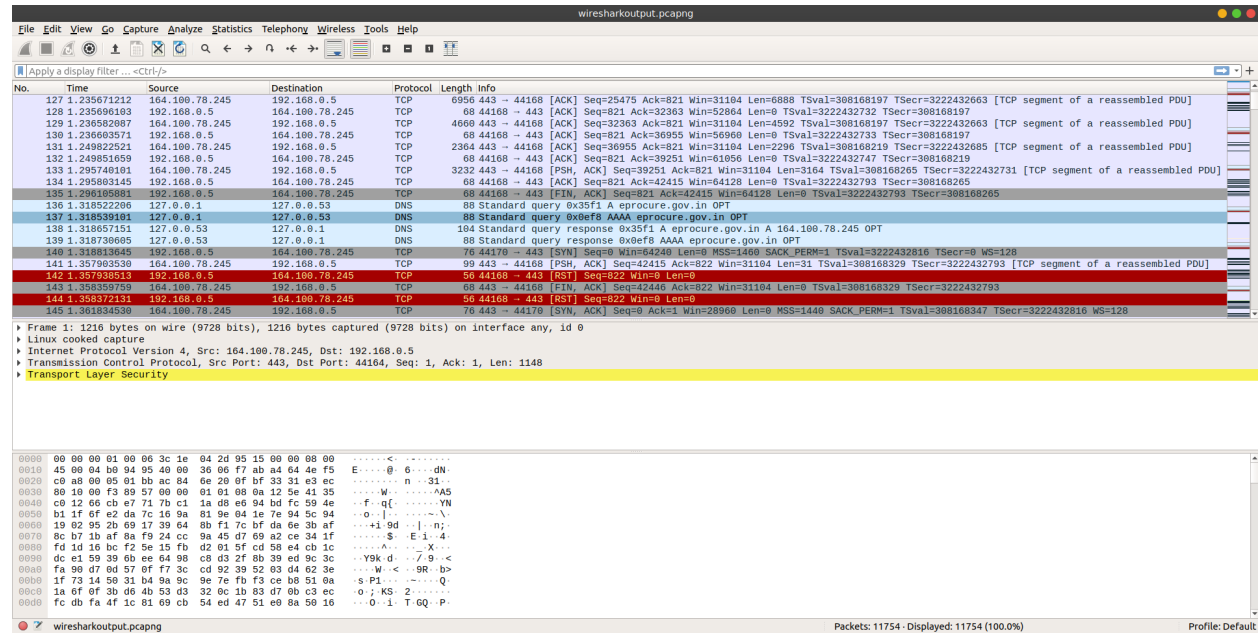 wiresharkoutput.pcapng
File Edit View Go Capture Analyze Statistics Telephony Wireless Tools Help
Apply a display filter ... <Ctrl-/>
No. Time Source Destination Protocol Length Info
127 1.235671212 164.100.78.245 192.168.0.5 TCP 6956 443 → 44168 [ACK] Seq=25475 Ack=821 Win=31104 Len=6888 TSval=308168197 TSecr=3222432663 [TCP segment of a reassembled PDU]
128 1.235696103 192.168.0.5 164.100.78.245 TCP 68 44168 → 443 [ACK] Seq=821 Ack=32363 Win=52864 Len=0 TSval=3222432732 TSecr=308168197
129 1.236582087 164.100.78.245 192.168.0.5 TCP 4660 443 → 44168 [ACK] Seq=32363 Ack=821 Win=31104 Len=4592 TSval=308168197 TSecr=3222432663 [TCP segment of a reassembled PDU]
130 1.236603571 192.168.0.5 164.100.78.245 TCP 68 44168 → 443 [ACK] Seq=821 Ack=36955 Win=56960 Len=0 TSval=3222432733 TSecr=308168197
131 1.249822521 164.100.78.245 192.168.0.5 TCP 2364 443 → 44168 [ACK] Seq=36955 Ack=821 Win=31104 Len=2296 TSval=308168219 TSecr=3222432685 [TCP segment of a reassembled PDU]
132 1.249851659 192.168.0.5 164.100.78.245 TCP 68 44168 → 443 [ACK] Seq=821 Ack=39251 Win=61056 Len=0 TSval=3222432747 TSecr=308168219
133 1.295740101 164.100.78.245 192.168.0.5 TCP 3232 443 → 44168 [PSH, ACK] Seq=39251 Ack=821 Win=31104 Len=3164 TSval=308168265 TSecr=3222432731 [TCP segment of a reassembled PDU]
134 1.295803145 192.168.0.5 164.100.78.245 TCP 68 44168 → 443 [ACK] Seq=821 Ack=42415 Win=64128 Len=0 TSval=3222432793 TSecr=308168265
135 1.296105881 192.168.0.5 164.100.78.245 TCP 68 44168 → 443 [FIN, ACK] Seq=821 Ack=42415 Win=64128 Len=0 TSval=3222432793 TSecr=308168265
136 1.318522206 127.0.0.1 127.0.0.53 DNS 88 Standard query 0x35f1 A eprocure.gov.in OPT
137 1.318539101 127.0.0.1 127.0.0.53 DNS 88 Standard query 0x0ef8 AAAA eprocure.gov.in OPT
138 1.318657151 127.0.0.53 127.0.0.1 DNS 104 Standard query response 0x35f1 A eprocure.gov.in A 164.100.78.245 OPT
139 1.318730605 127.0.0.53 127.0.0.1 DNS 88 Standard query response 0x0ef8 AAAA eprocure.gov.in OPT
140 1.318813645 192.168.0.5 164.100.78.245 TCP 76 44170 → 443 [SYN] Seq=0 Win=64240 Len=0 MSS=1460 SACK_PERM=1 TSval=3222432816 TSecr=0 WS=128
141 1.357903530 164.100.78.245 192.168.0.5 TCP 99 443 → 44168 [PSH, ACK] Seq=42415 Ack=822 Win=31104 Len=31 TSval=308168329 TSecr=3222432793 [TCP segment of a reassembled PDU]
142 1.357938513 192.168.0.5 164.100.78.245 TCP 56 44168 → 443 [RST] Seq=822 Win=0 Len=0
143 1.358359759 164.100.78.245 192.168.0.5 TCP 68 443 → 44168 [FIN, ACK] Seq=42446 Ack=822 Win=31104 Len=0 TSval=308168329 TSecr=3222432793
144 1.358372131 192.168.0.5 164.100.78.245 TCP 56 44168 → 443 [RST] Seq=822 Win=0 Len=0
145 1.361834530 164.100.78.245 192.168.0.5 TCP 76 443 → 44170 [SYN, ACK] Seq=0 Ack=1 Win=28960 Len=0 MSS=1440 SACK_PERM=1 TSval=308168347 TSecr=3222432816 WS=128
Frame 1: 1216 bytes on wire (9728 bits), 1216 bytes captured (9728 bits) on interface any, id 0
Linux cooked capture
Internet Protocol Version 4, Src: 164.100.78.245, Dst: 192.168.0.5
Transmission Control Protocol, Src Port: 443, Dst Port: 44164, Seq: 1, Ack: 1, Len: 1148
Transport Layer Security
0000 00 00 00 01 00 06 3c 1e 04 2d 95 15 00 00 08 00 ······<· ·-······
0010 45 00 04 b0 94 95 40 00 36 06 f7 ab a4 64 4e f5 E·····@· 6····dN·
0020 c0 a8 00 05 01 bb ac 84 6e 20 0f bf 33 31 e3 ec ········ n ··31··
0030 80 10 00 f3 89 57 00 00 01 01 08 0a 12 5e 41 35 ·····W·· ·····^A5
0040 c0 12 66 cb e7 71 7b c1 1a d8 e6 94 bd fc 59 4e ··f··q{· ······YN
0050 b1 1f 6f e2 da 7c 16 9a 81 9e 04 1e 7e 94 5c 94 ··o··|·· ····~·\·
0060 19 02 95 2b 69 17 39 64 8b f1 7c bf da 6e 3b af ···+i·9d ··|··n;·
0070 8c b7 1b af 8a f9 24 cc 9a 45 d7 69 a2 ce 34 1f ······$· ·E·i··4·
0080 fd 1d 16 bc f2 5e 15 fb d2 01 5f cd 58 e4 cb 1c ·····^·· ··_·X···
0090 dc e1 59 39 6b ee 64 98 c8 d3 2f 8b 39 ed 9c 3c ··Y9k·d· ··/·9··<
00a0 fa 90 d7 0d 57 0f f7 3c cd 92 39 52 03 d4 62 3e ····W··< ··9R··b>
00b0 1f 73 14 50 31 b4 9a 9c 9e 7e fb f3 ce b8 51 0a ·s·P1··· ·~····Q·
00c0 1a 6f 0f 3b d6 4b 53 d3 32 0c 1b 83 d7 0b c3 ec ·o·;·KS· 2·······
00d0 fc db fa 4f 1c 81 69 cb 54 ed 47 51 e0 8a 50 16 ···O··i· T·GQ··P·
wiresharkoutput.pcapng Packets: 11754 · Displayed: 11754 (100.0%) Profile: Default